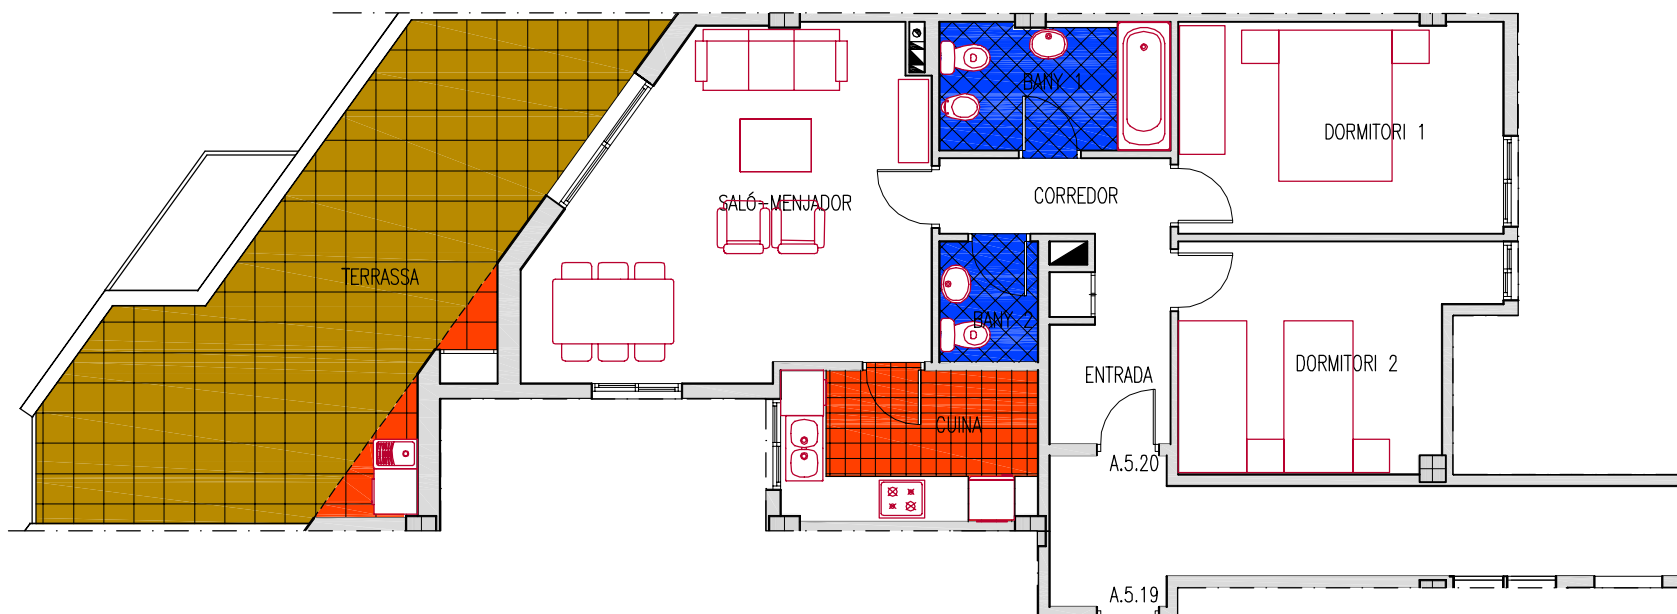 BANY 1
DORMITORI 1
SALÓ-MENJADOR
CORREDOR
TERRASSA
BANY 2
DORMITORI 2
ENTRADA
CUINA
A.5.20
A.5.19